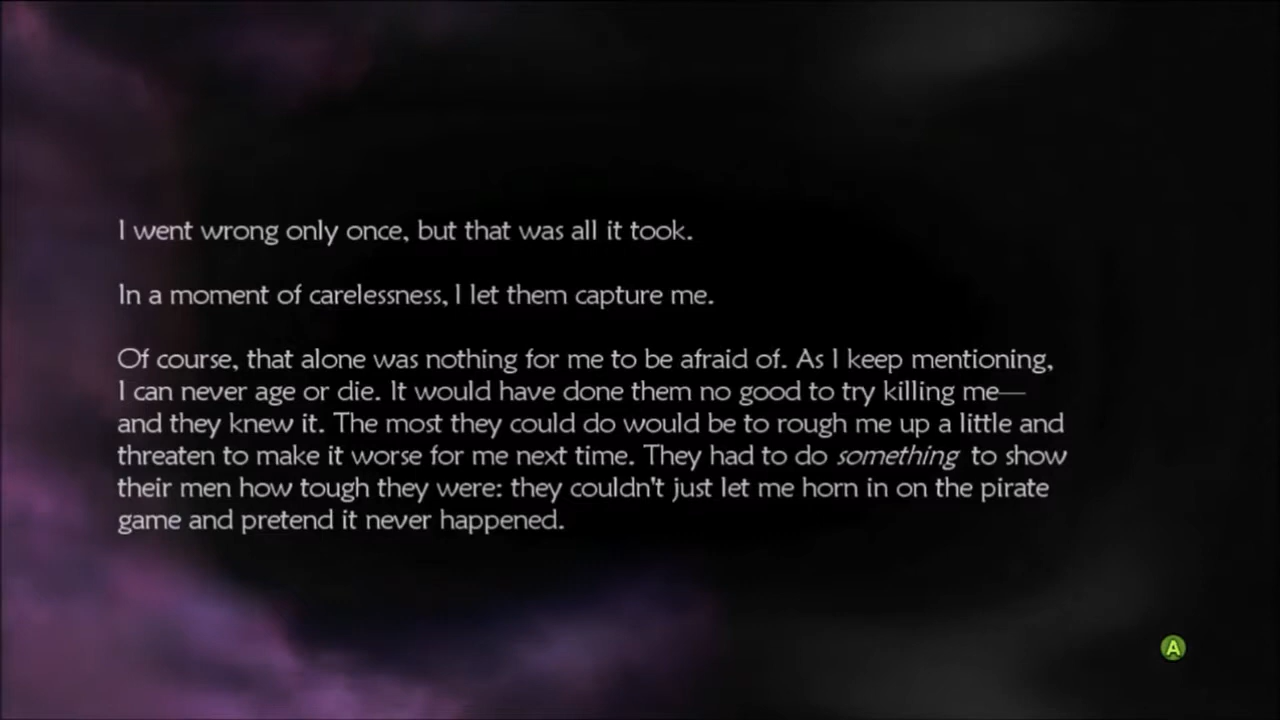 I went wrong only once, but that was all it took.
In a moment of carelessness, I let them capture me.
Of course, that alone was nothing for me to be afraid of. As I keep mentioning,
I can never age or die. It would have done them no good to try killing me—
and they knew it. The most they could do would be to rough me up a little and
threaten to make it worse for me next time. They had to do something to show
their men how tough they were: they couldn't just let me horn in on the pirate
game and pretend it never happened.
A